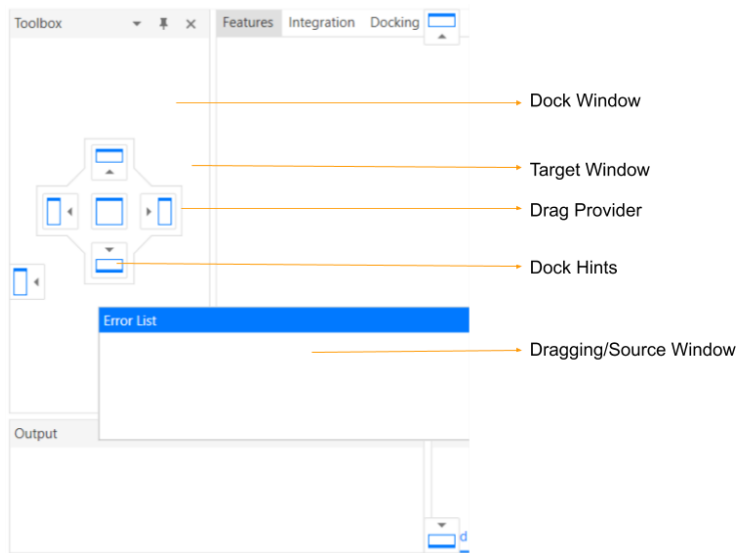 Toolbox
Features Integration Docking
Dock Window
Target Window
Drag Provider
Dock Hints
Error List
Dragging/Source Window
Output
d